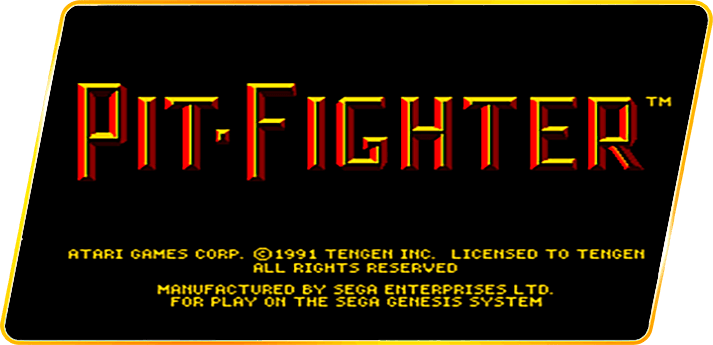 PIT·FIGHTER™
ATARI GAMES CORP. ©1991 TENGEN INC. LICENSED TO TENGEN
ALL RIGHTS RESERVED
MANUFACTURED BY SEGA ENTERPRISES LTD.
FOR PLAY ON THE SEGA GENESIS SYSTEM